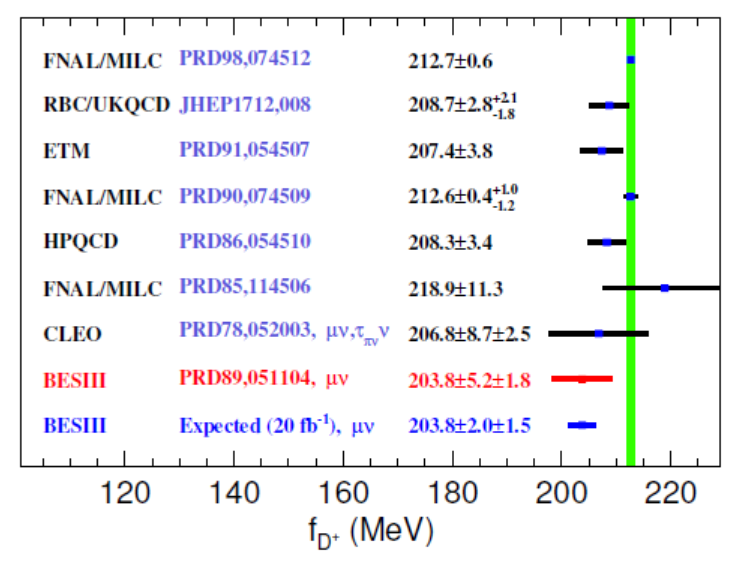 FNAL/MILC PRD98,074512 212.7±0.6
RBC/UKQCD JHEP1712,008 208.7±2.8+2.1-1.8
ETM PRD91,054507 207.4±3.8
FNAL/MILC PRD90,074509 212.6±0.4+1.0-1.2
HPQCD PRD86,054510 208.3±3.4
FNAL/MILC PRD85,114506 218.9±11.3
CLEO PRD78,052003, μν,τπνν 206.8±8.7±2.5
BESIII PRD89,051104, μν 203.8±5.2±1.8
BESIII Expected (20 fb-1), μν 203.8±2.0±1.5
120 140 160 180 200 220
fD+ (MeV)